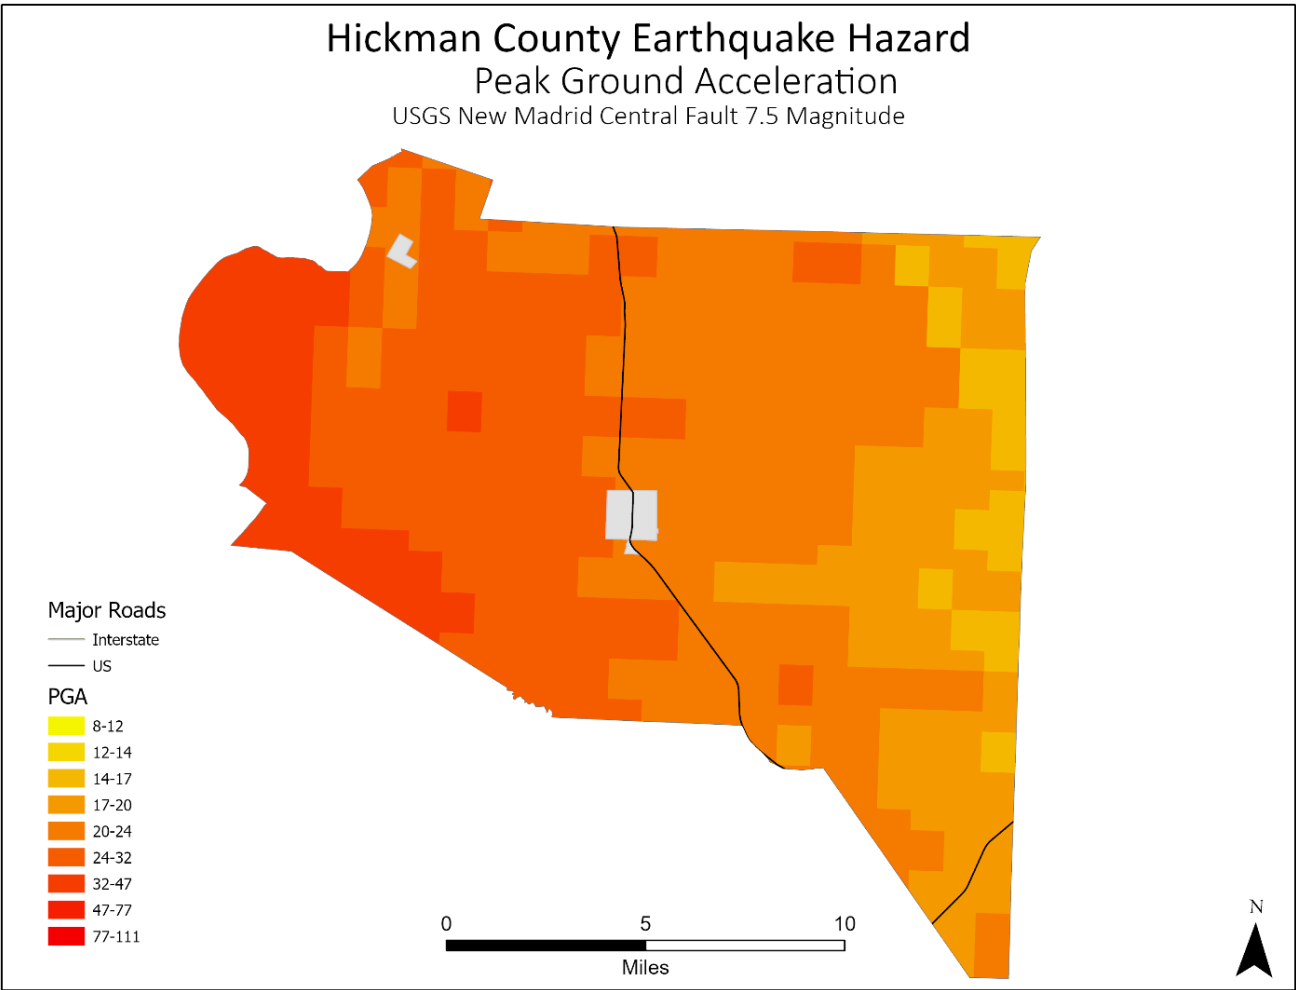 Hickman County Earthquake Hazard
Peak Ground Acceleration
USGS New Madrid Central Fault 7.5 Magnitude
Major Roads
Interstate
US
PGA
8-12
12-14
14-17
17-20
20-24
24-32
32-47
47-77
77-111
0 5 10
Miles
N